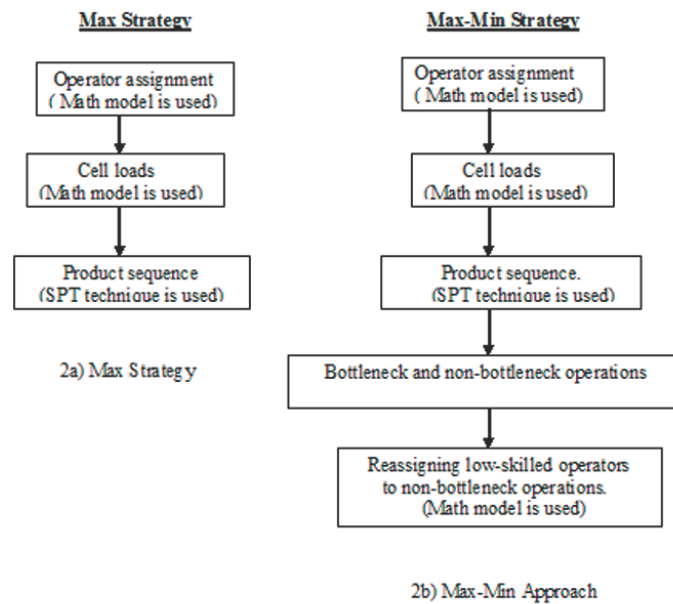 Max Strategy
Operator assignment
( Math model is used)
Cell loads
(Math model is used)
Product sequence
(SPT technique is used)
2a) Max Strategy
Max-Min Strategy
Operator assignment
( Math model is used)
Cell loads
(Math model is used)
Product sequence.
(SPT technique is used)
Bottleneck and non-bottleneck operations
Reassigning low-skilled operators
to non-bottleneck operations.
(Math model is used)
2b) Max-Min Approach